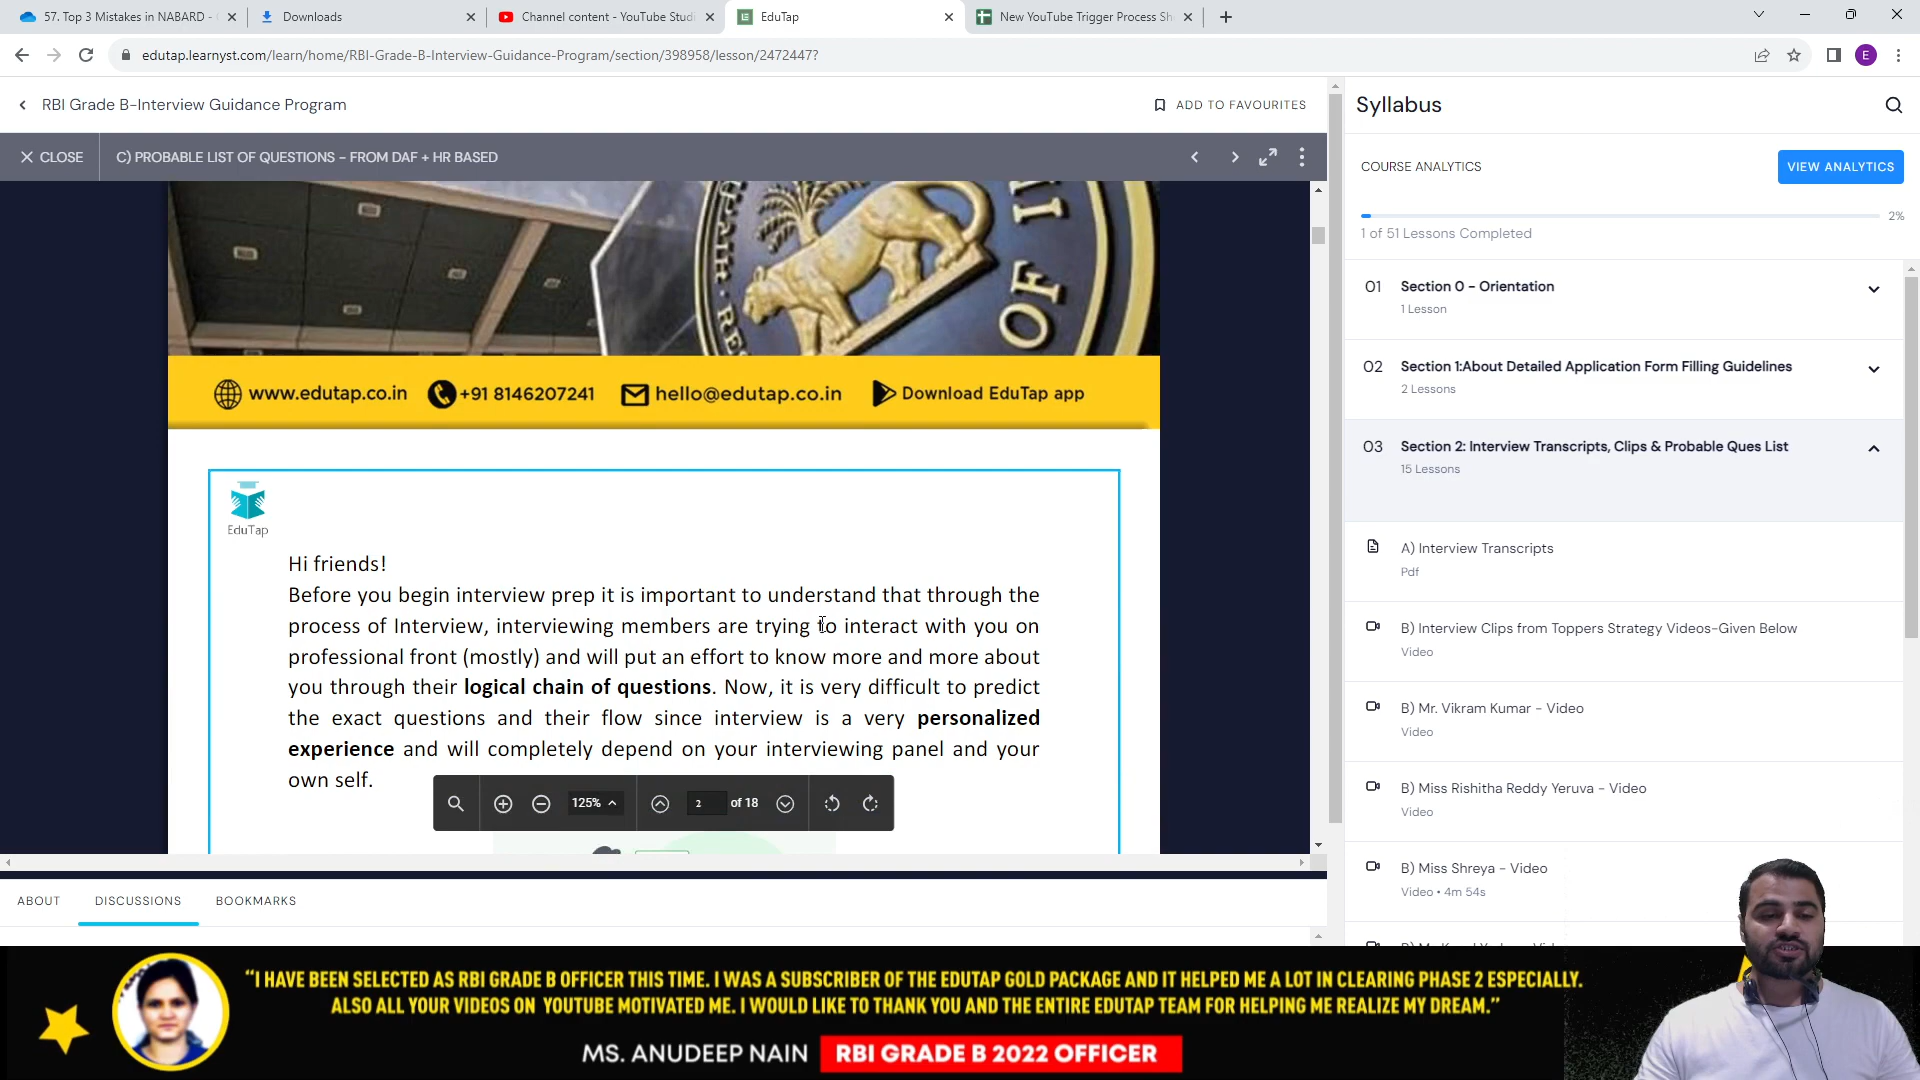 57. Top 3 Mistakes in NABARD -
Downloads
Channel content - YouTube Studi
EduTap
New YouTube Trigger Process Sh
edutap.learnyst.com/learn/home/RBI-Grade-B-Interview-Guidance-Program/section/398958/lesson/2472447?
E
RBI Grade B-Interview Guidance Program
ADD TO FAVOURITES
CLOSE
C) PROBABLE LIST OF QUESTIONS - FROM DAF + HR BASED
OF
www.edutap.co.in
+91 8146207241
hello@edutap.co.in
Download EduTap app
EduTap
Hi friends!
Before you begin interview prep it is important to understand that through the
process of Interview, interviewing members are trying to interact with you on
professional front (mostly) and will put an effort to know more and more about
you through their logical chain of questions. Now, it is very difficult to predict
the exact questions and their flow since interview is a very personalized
experience and will completely depend on your interviewing panel and your
own self.
125%
2
of 18
ABOUT
DISCUSSIONS
BOOKMARKS
Syllabus
COURSE ANALYTICS
VIEW ANALYTICS
2%
1 of 51 Lessons Completed
01 Section 0 - Orientation
1 Lesson
02 Section 1:About Detailed Application Form Filling Guidelines
2 Lessons
03 Section 2: Interview Transcripts, Clips & Probable Ques List
15 Lessons
A) Interview Transcripts
Pdf
B) Interview Clips from Toppers Strategy Videos-Given Below
Video
B) Mr. Vikram Kumar - Video
Video
B) Miss Rishitha Reddy Yeruva - Video
Video
B) Miss Shreya - Video
Video • 4m 54s
"I HAVE BEEN SELECTED AS RBI GRADE B OFFICER THIS TIME. I WAS A SUBSCRIBER OF THE EDUTAP GOLD PACKAGE AND IT HELPED ME A LOT IN CLEARING PHASE 2 ESPECIALLY.
ALSO ALL YOUR VIDEOS ON YOUTUBE MOTIVATED ME. I WOULD LIKE TO THANK YOU AND THE ENTIRE EDUTAP TEAM FOR HELPING ME REALIZE MY DREAM."
MS. ANUDEEP NAIN
RBI GRADE B 2022 OFFICER